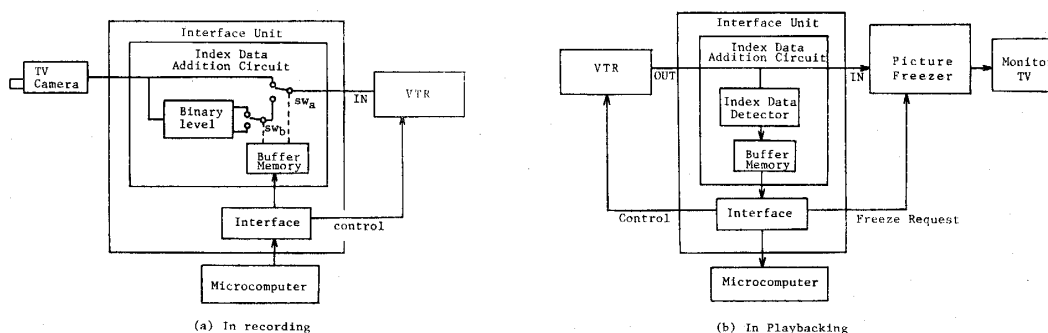 Interface Unit
Index Data
Addition Circuit
TV
Camera
IN
VTR
SWa
Binary
level
SWb
Buffer
Memory
Interface
control
Microcomputer
(a) In recording
Interface Unit
Index Data
Addition Circuit
VTR
OUT
IN
Picture
Freezer
Monitor
TV
Index Data
Detector
Buffer
Memory
Control
Interface
Freeze Request
Microcomputer
(b) In Playbacking